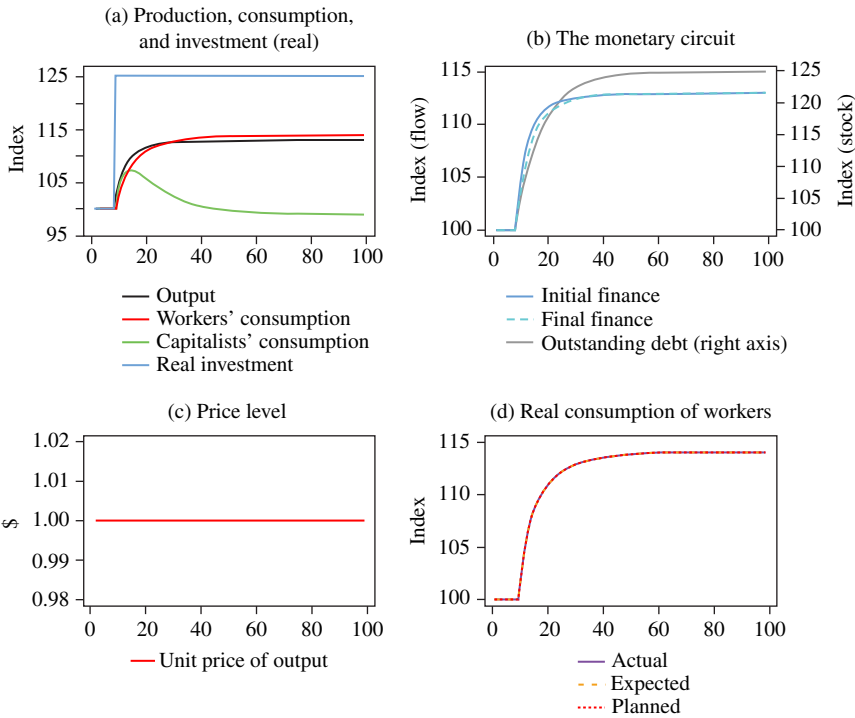 (a) Production, consumption,
and investment (real)
Index
125
115
105
95
0 20 40 60 80 100
Output
Workers' consumption
Capitalists' consumption
Real investment
(b) The monetary circuit
Index (flow)
115
110
105
100
Index (stock)
125
120
115
110
105
100
0 20 40 60 80 100
Initial finance
Final finance
Outstanding debt (right axis)
(c) Price level
$
1.02
1.01
1.00
0.99
0.98
0 20 40 60 80 100
Unit price of output
(d) Real consumption of workers
Index
115
110
105
100
0 20 40 60 80 100
Actual
Expected
Planned